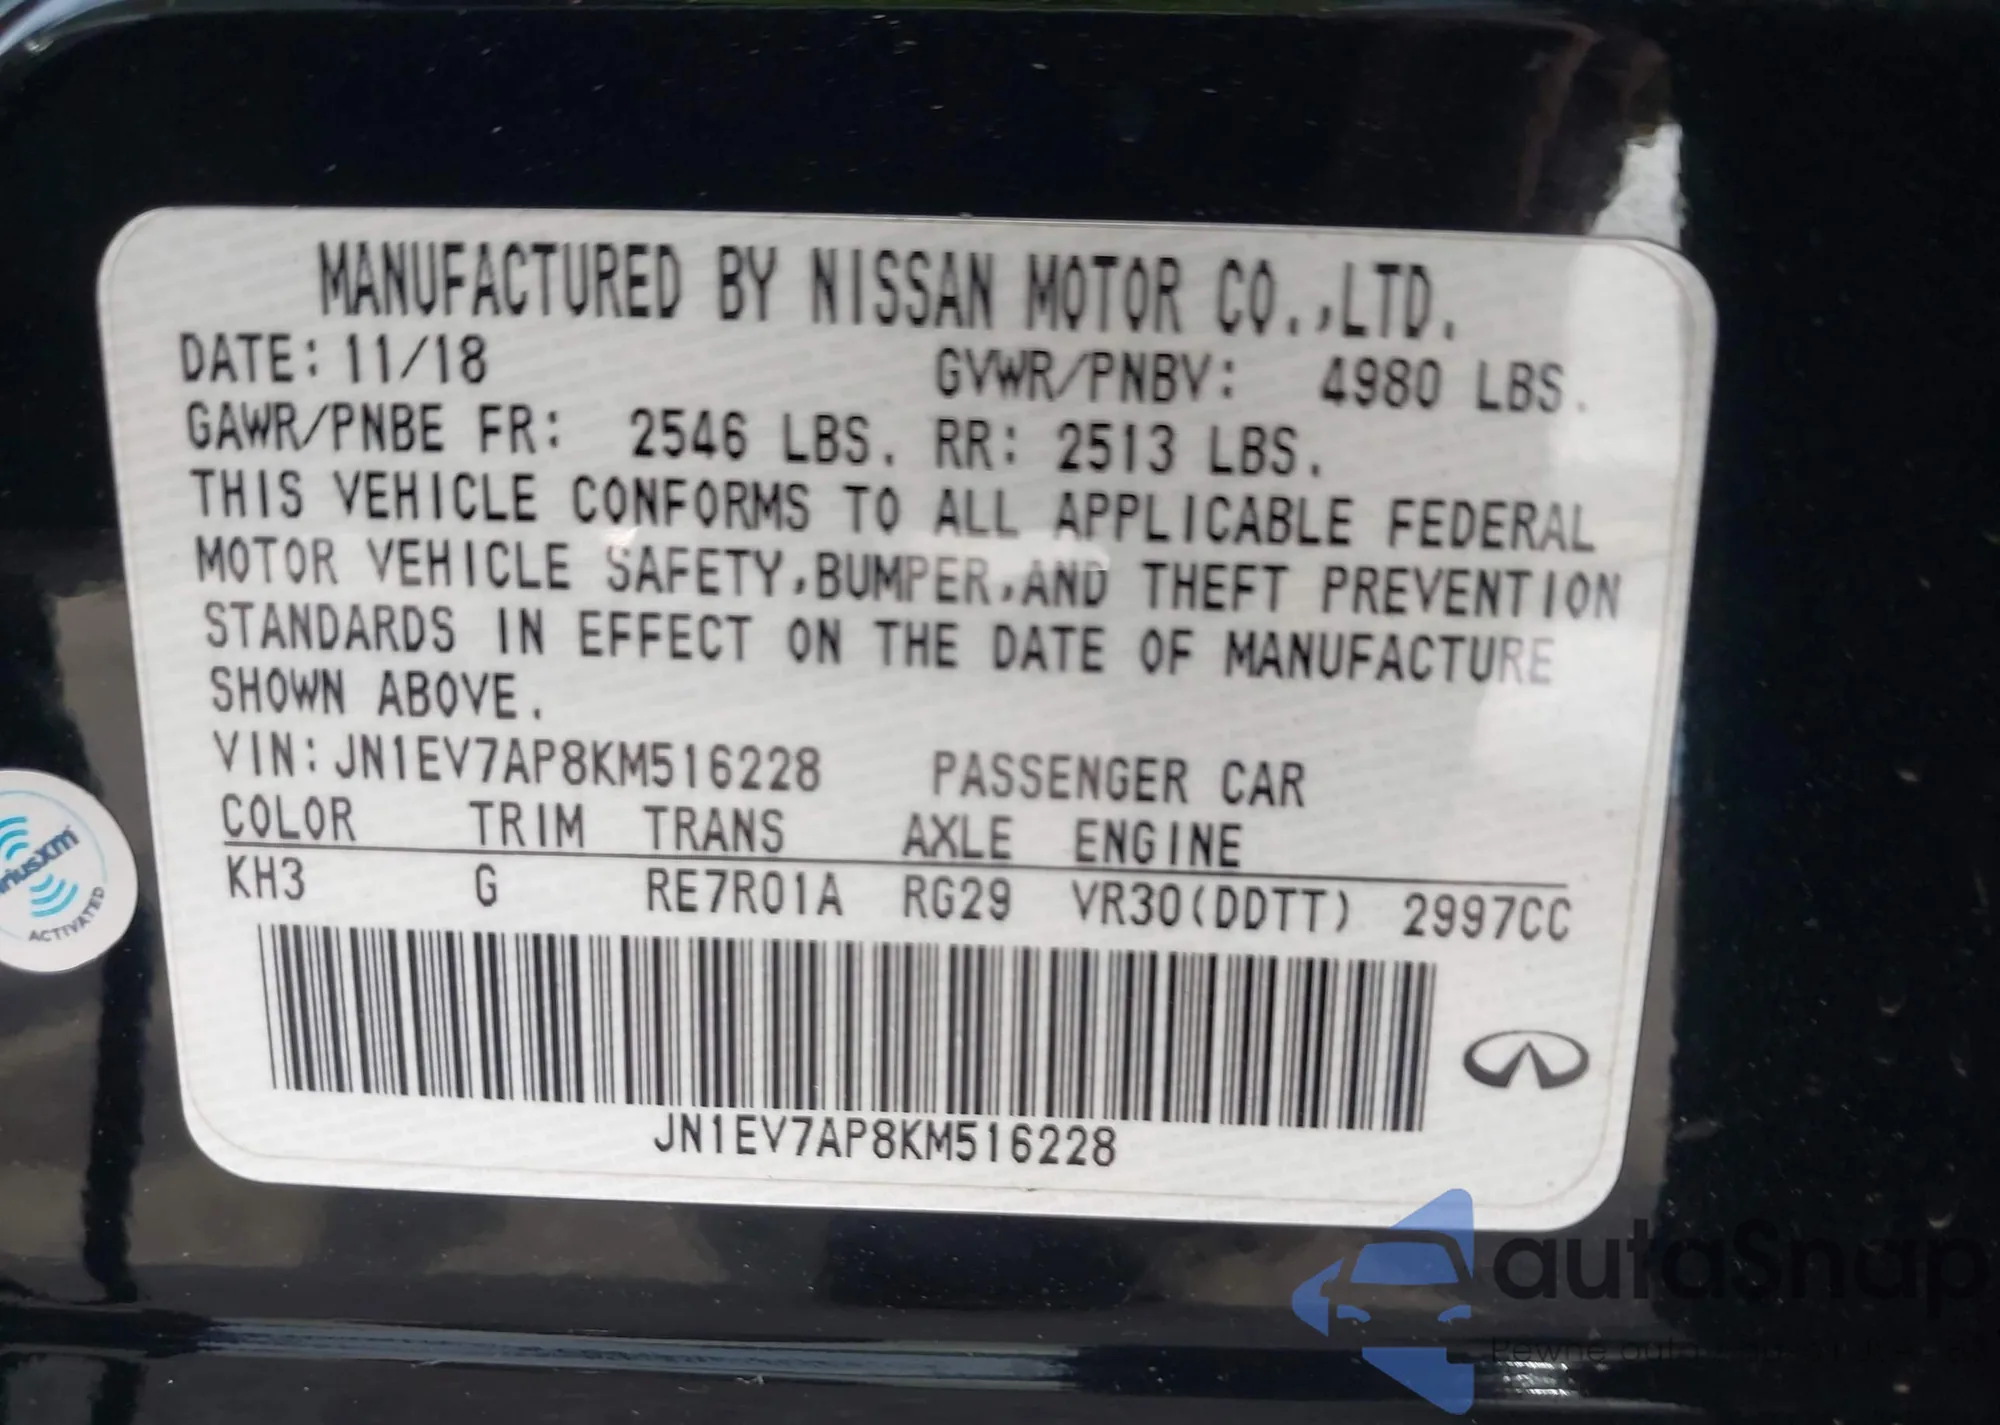 MANUFACTURED BY NISSAN MOTOR CO.,LTD.
DATE: 11/18 GVWR/PNBV: 4980 LBS.
GAWR/PNBE FR: 2546 LBS. RR: 2513 LBS.
THIS VEHICLE CONFORMS TO ALL APPLICABLE FEDERAL
MOTOR VEHICLE SAFETY,BUMPER,AND THEFT PREVENTION
STANDARDS IN EFFECT ON THE DATE OF MANUFACTURE
SHOWN ABOVE.
VIN: JN1EV7AP8KM516228 PASSENGER CAR
COLOR TRIM TRANS AXLE ENGINE
KH3 G RE7R01A RG29 VR30(DDTT) 2997CC
JN1EV7AP8KM516228
ACTIVATED
autaSnap
Pewne auta